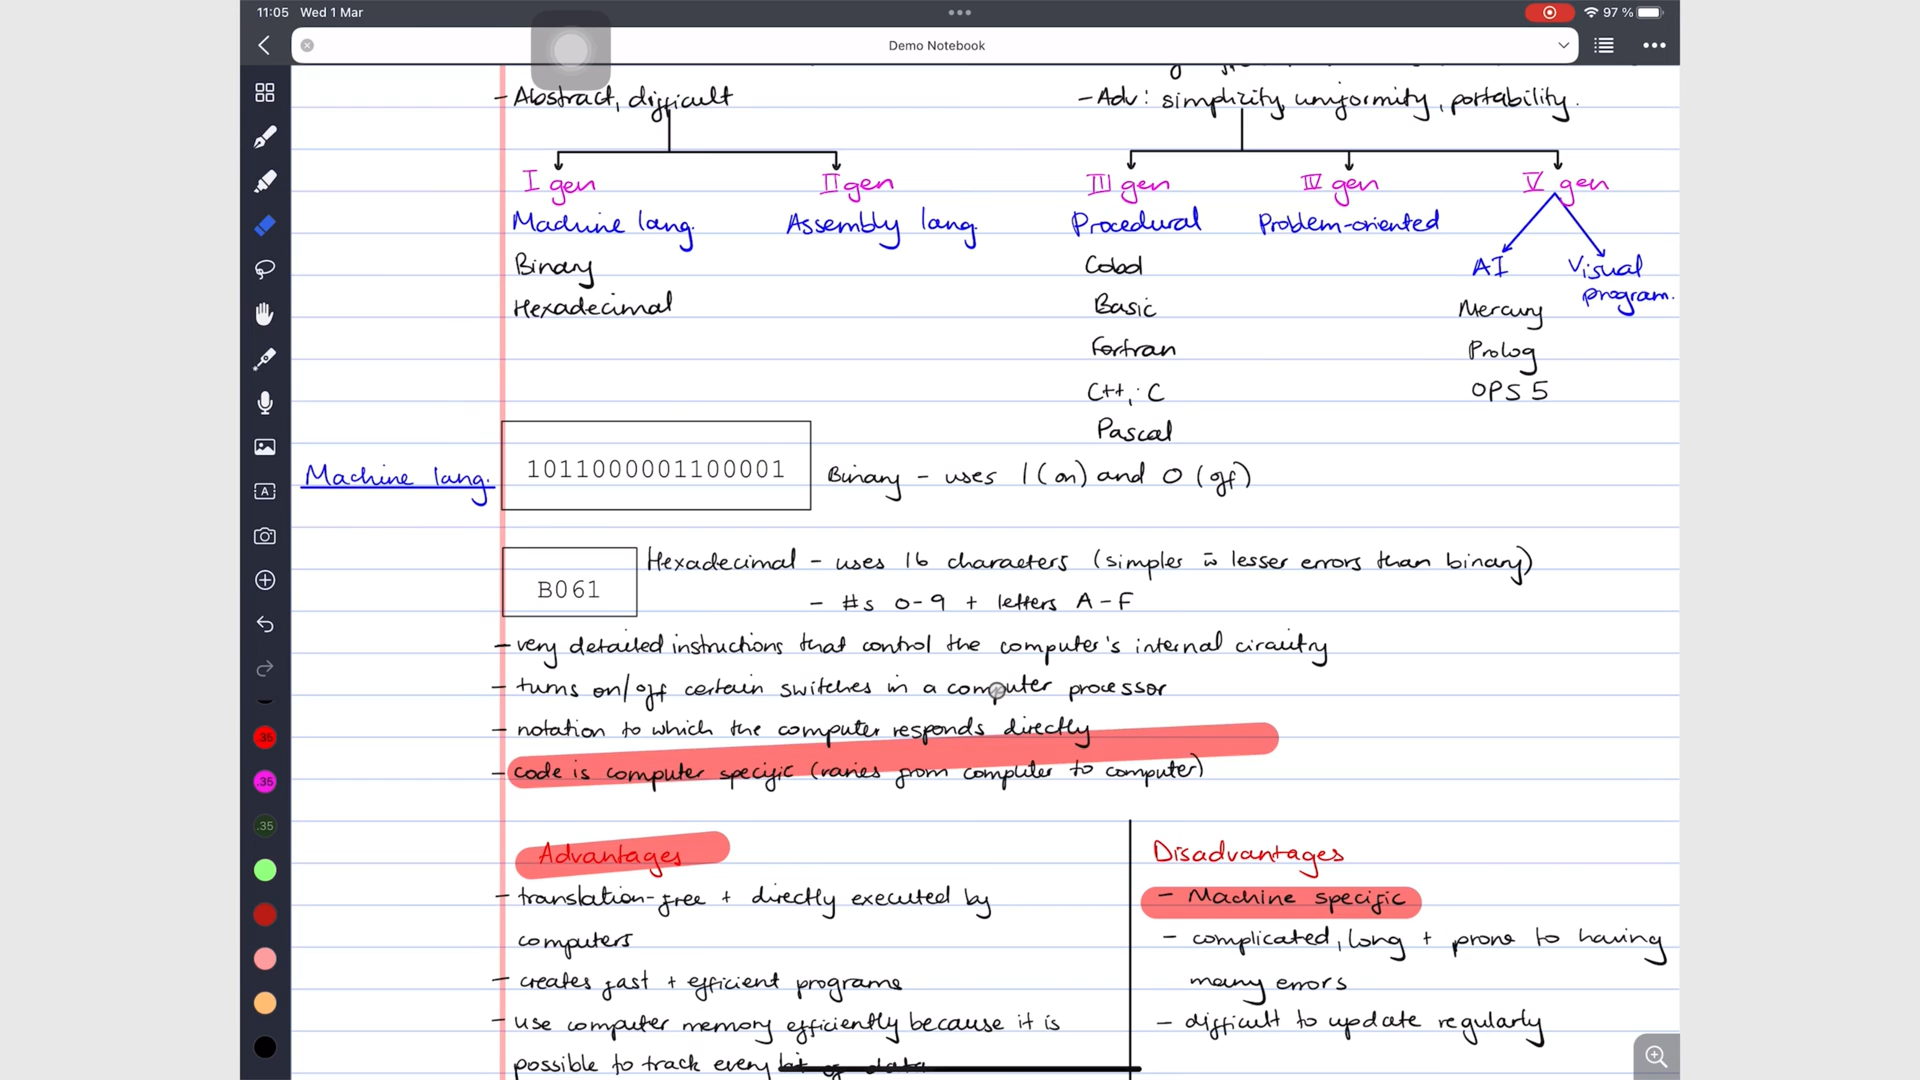 11:05 Wed 1 Mar
97 %
Demo Notebook
- Abstract, difficult
- Adv: simplicity, uniformity, portability.
I gen
II gen
III gen
IV gen
V gen
Machine lang.
Assembly lang.
Procedural
Problem-oriented
AI
Visual
program.
Binary
Hexadecimal
Cobol
Basic
Fortran
C++, C
Pascal
Mercury
Prolog
OPS 5
Machine lang.
1011000001100001
Binary - uses 1 (on) and 0 (off)
B061
Hexadecimal - uses 16 characters (simpler w lesser errors than binary)
- #s 0-9 + letters A-F
- very detailed instructions that control the computer's internal circuitry
- turns on/off certain switches in a computer processor
- notation to which the computer responds directly
- code is computer specific (varies from computer to computer)
Advantages
- translation-free + directly executed by
computers
- creates fast + efficient programs
- use computer memory efficiently because it is
possible to track every bit of data
Disadvantages
- Machine specific
- complicated, long + prone to having
many errors
- difficult to update regularly
.35
.35
.35